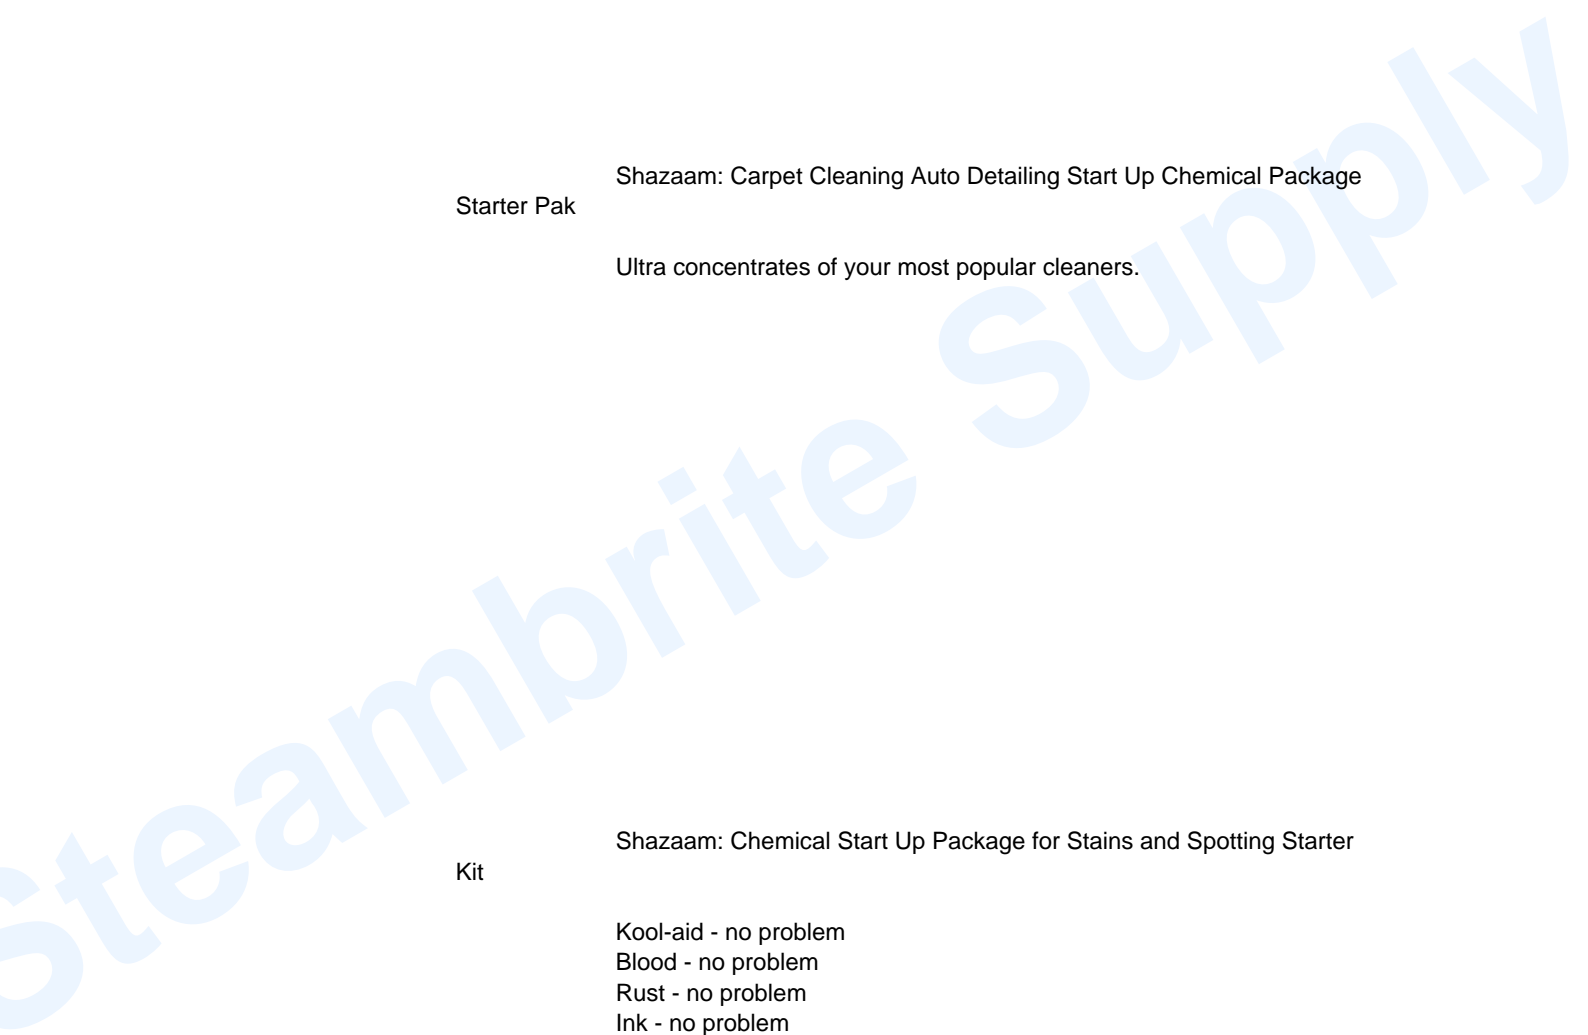 Shazaam: Carpet Cleaning Auto Detailing Start Up Chemical Package
Starter Pak
Ultra concentrates of your most popular cleaners.
Steambrite Supply
Shazaam: Chemical Start Up Package for Stains and Spotting Starter
Kit
Kool-aid - no problem
Blood - no problem
Rust - no problem
Ink - no problem